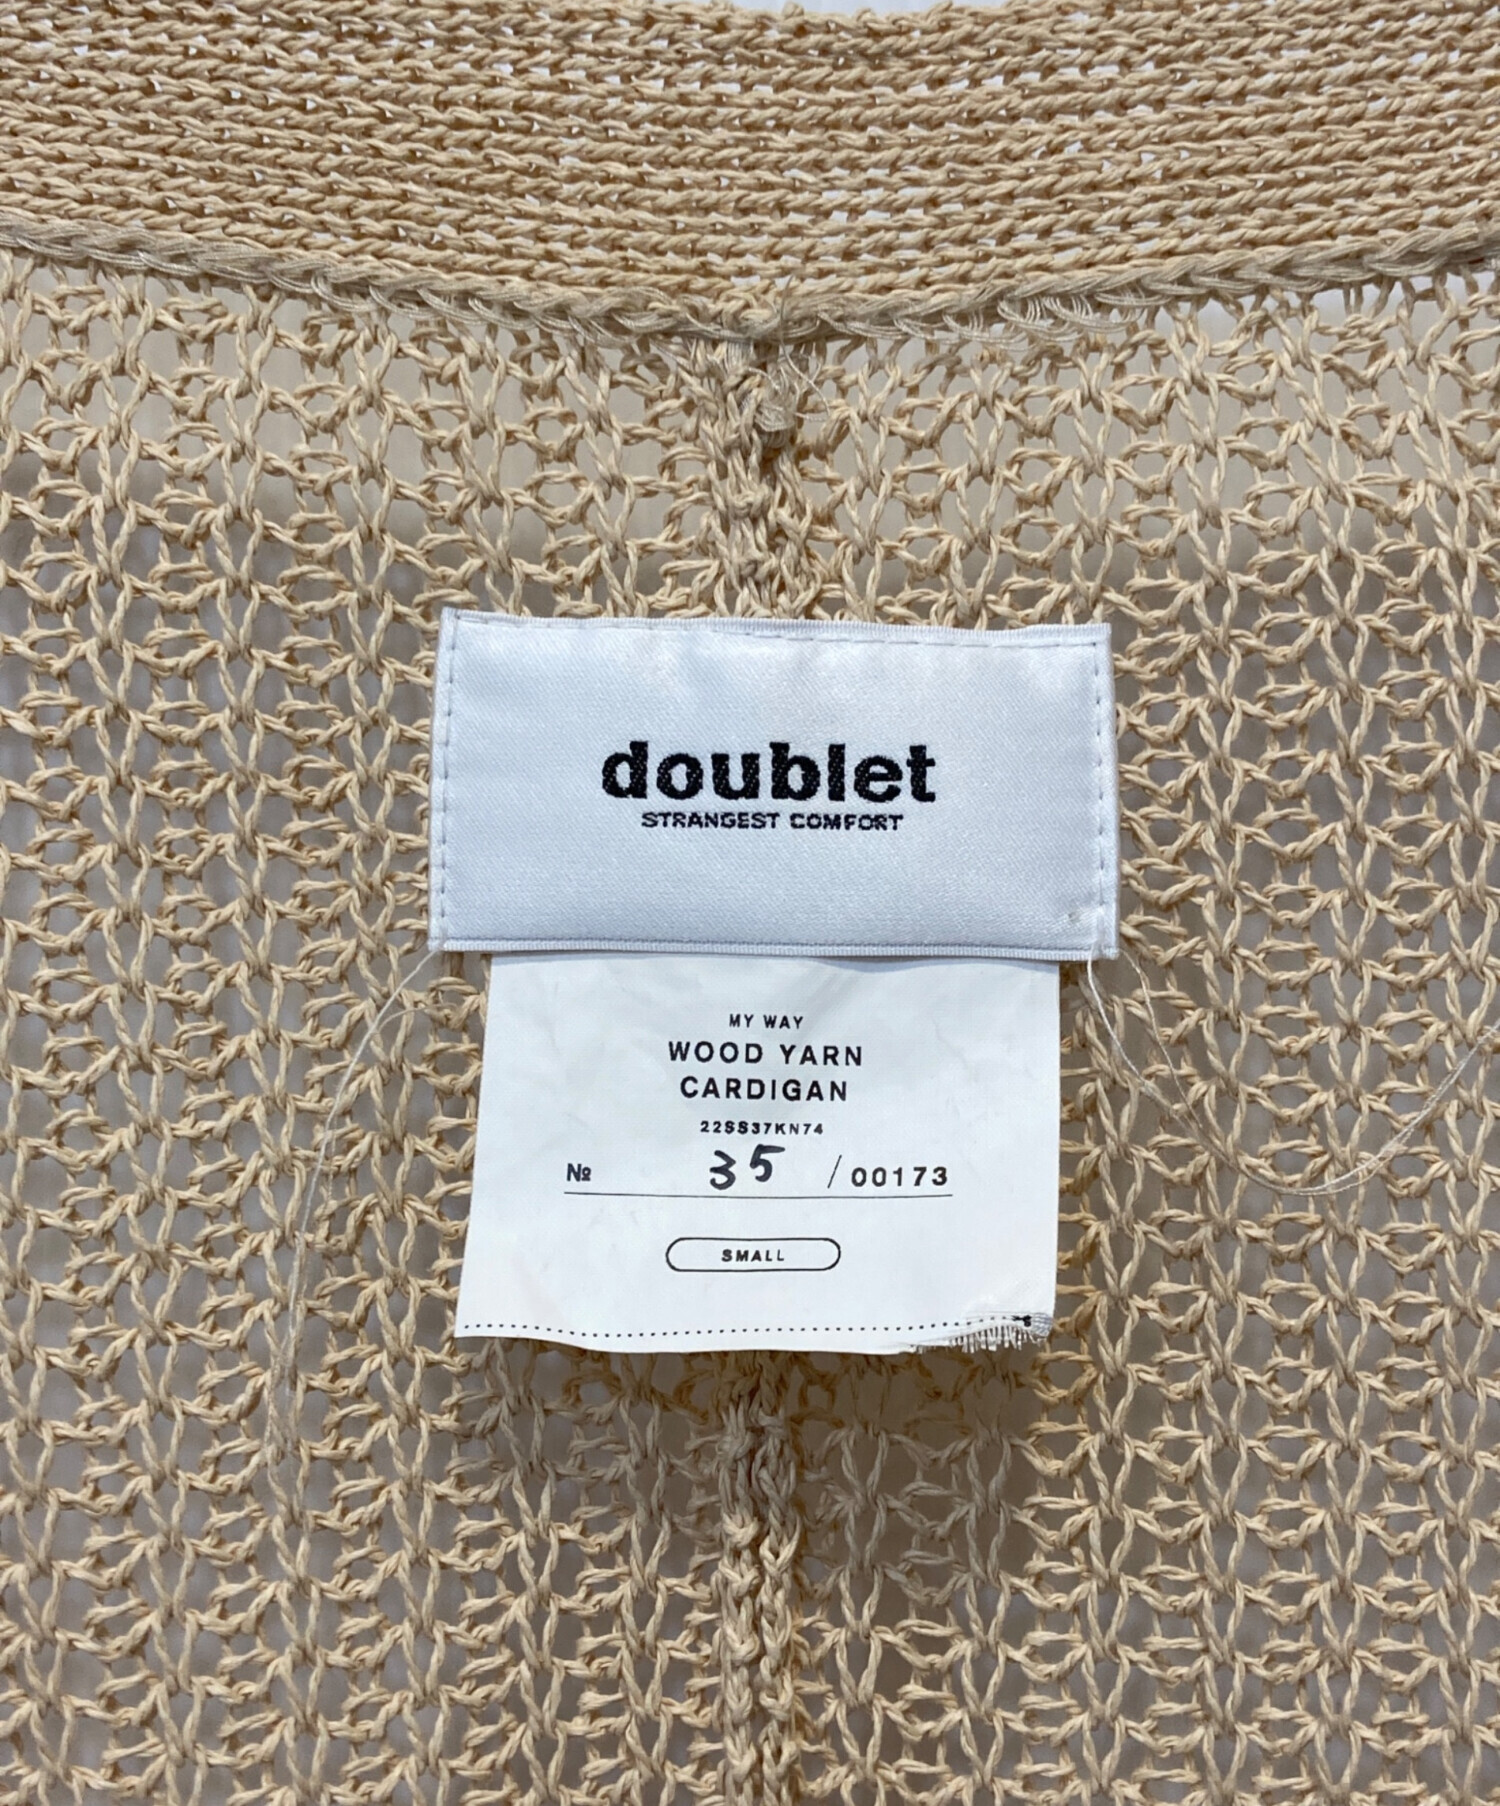 doublet
STRANGEST COMFORT
MY WAY
WOOD YARN
CARDIGAN
22SS37KN74
№ 35 /00173
SMALL